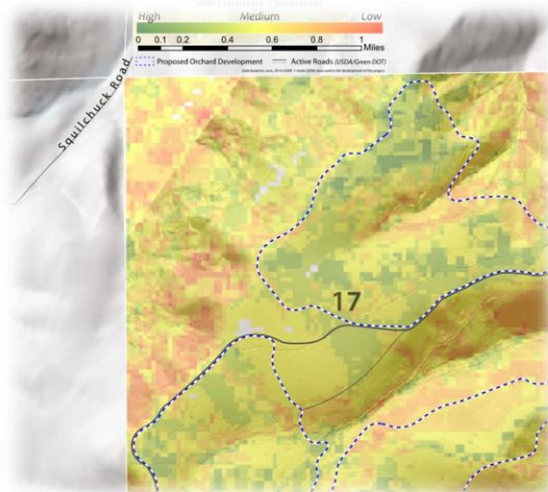 High Medium Low
0 0.1 0.2 0.4 0.6 0.8 1
Miles
Proposed Orchard Development Active Roads (USDA/Green DOT)
Squilchuck Road
17